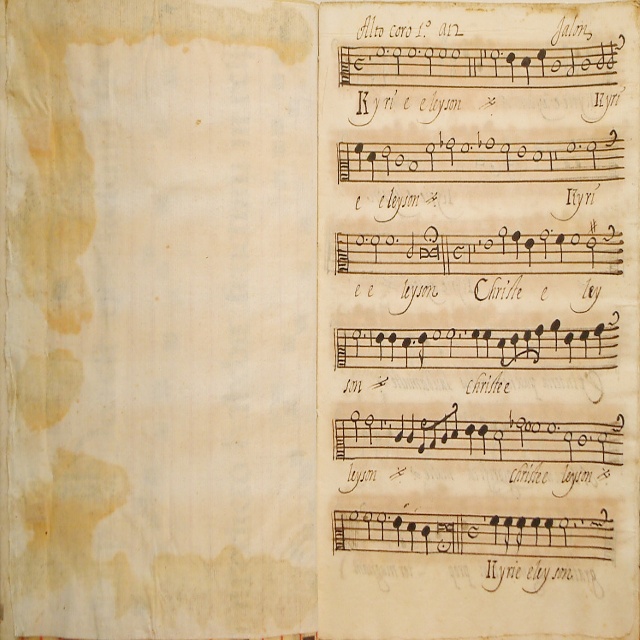 Alto coro 1.º a12 Jalon
Kyri e eleyson Kyri
e eleyson Kyri
e e leyson Christe e ley
son christe e
leyson christe leyson
Kyrie eleyson